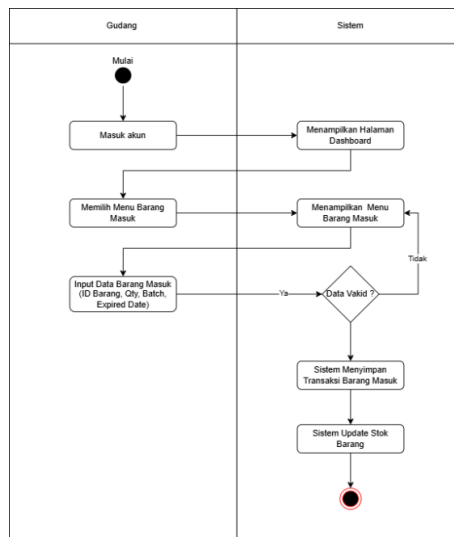 Gudang
Sistem
Mulai
Masuk akun
Menampilkan Halaman
Dashboard
Memilih Menu Barang
Masuk
Menampilkan Menu
Barang Masuk
Tidak
Input Data Barang Masuk
(ID Barang, Qty, Batch,
Expired Date)
Ya
Data Vakid ?
Sistem Menyimpan
Transaksi Barang Masuk
Sistem Update Stok
Barang